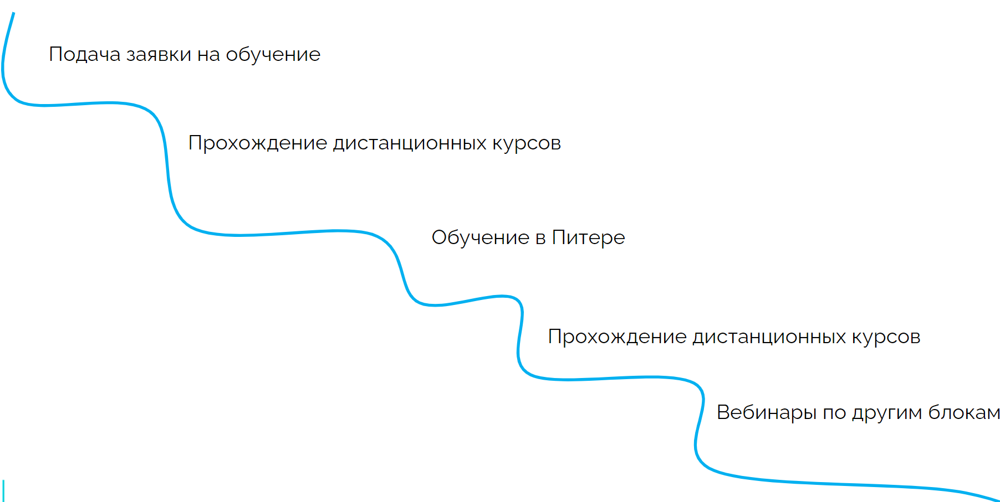 Подача заявки на обучение
Прохождение дистанционных курсов
Обучение в Питере
Прохождение дистанционных курсов
Вебинары по другим блокам